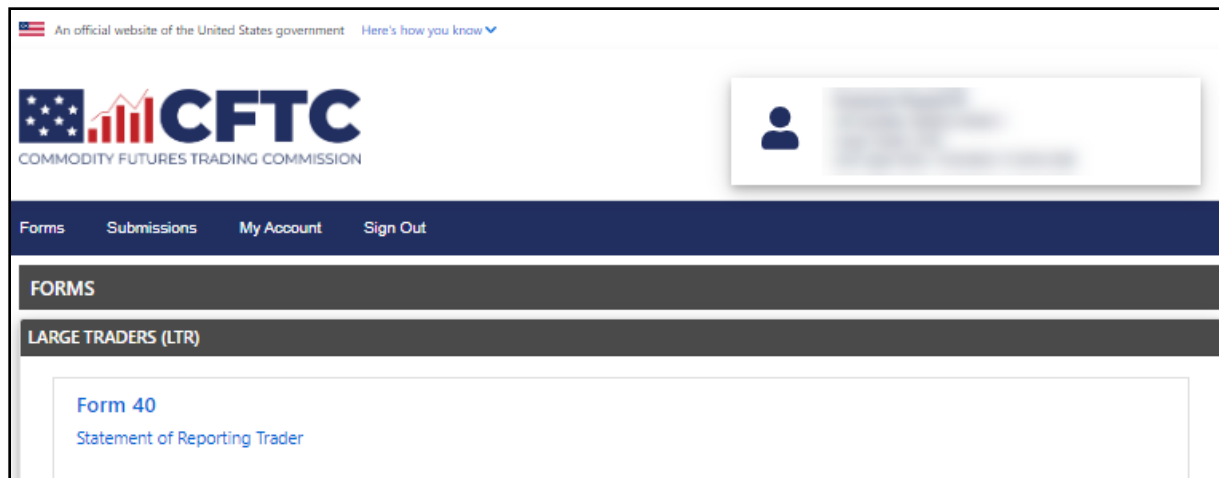 An official website of the United States government Here's how you know
CFTC
COMMODITY FUTURES TRADING COMMISSION
Forms Submissions My Account Sign Out
FORMS
LARGE TRADERS (LTR)
Form 40
Statement of Reporting Trader